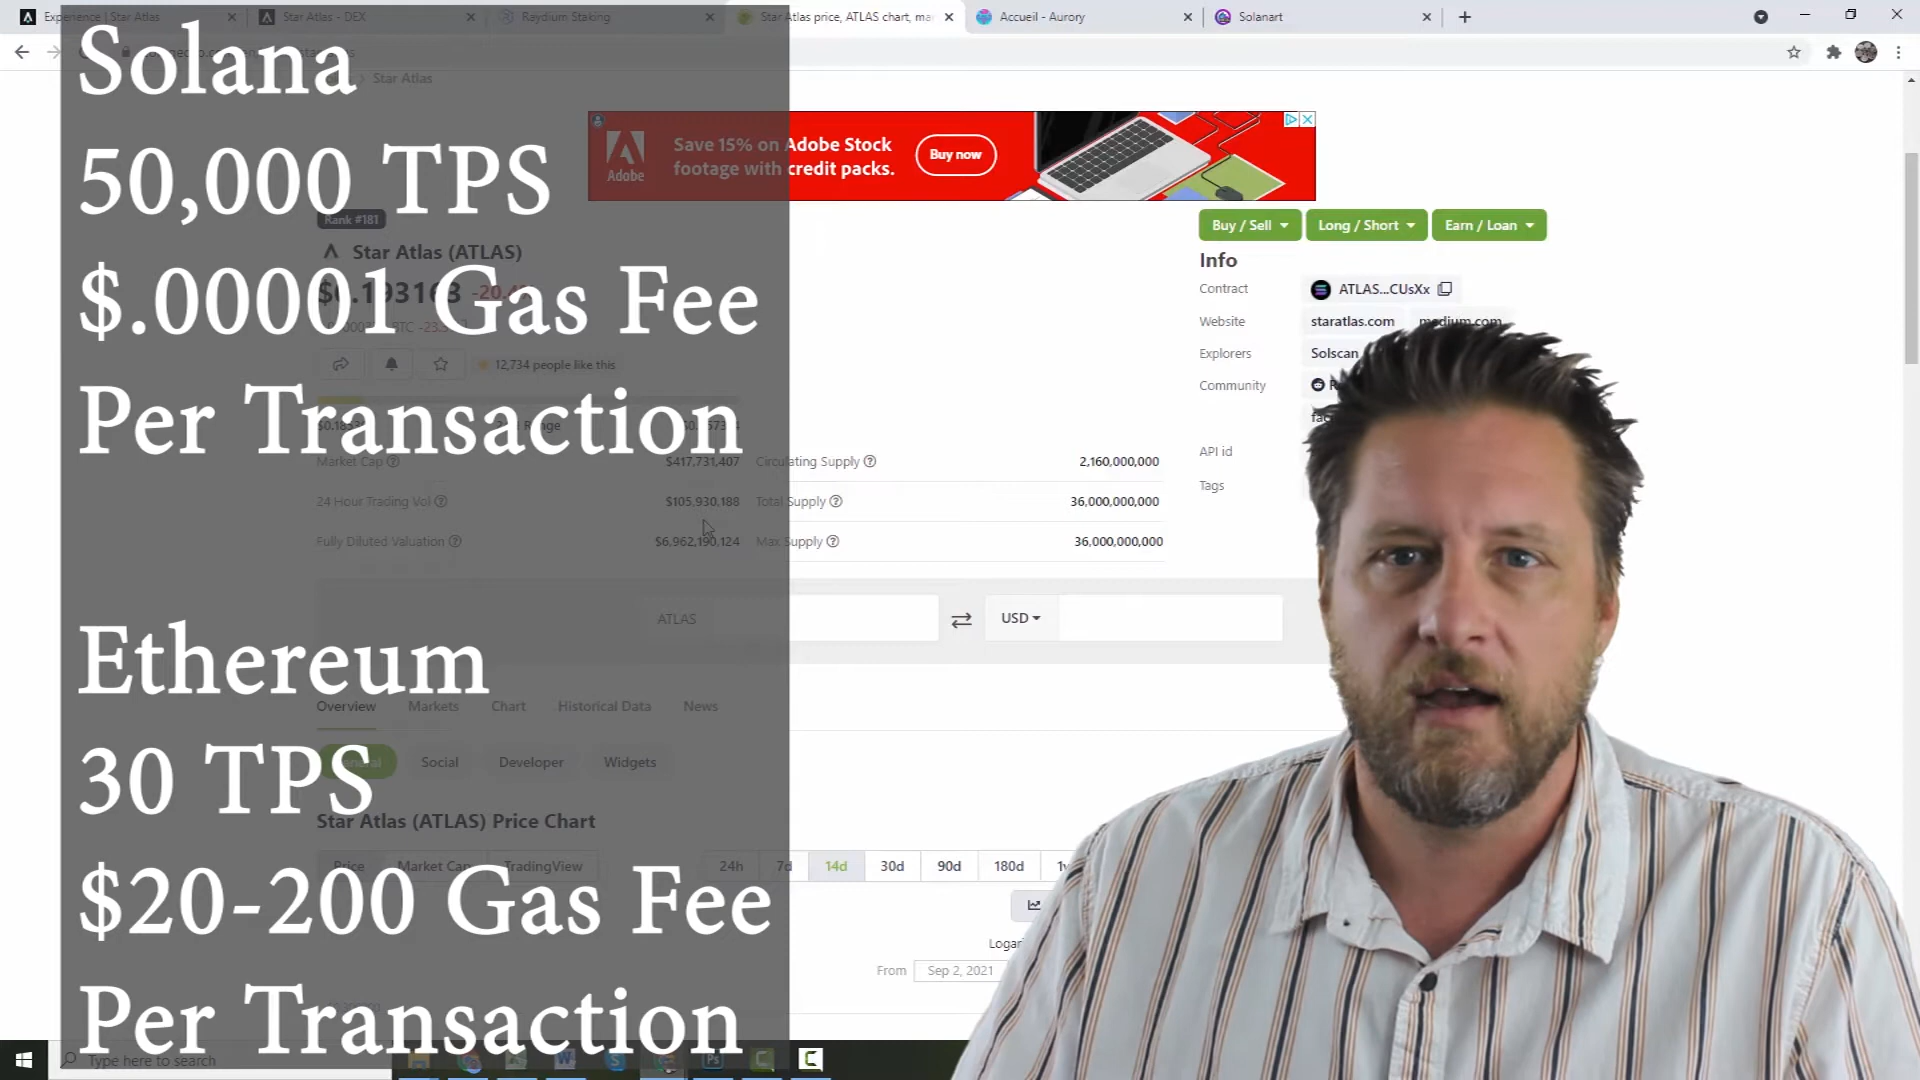 Experience | Star Atlas
Star Atlas - DEX
Raydium Staking
Star Atlas price, ATLAS chart, ma
Accueil - Aurory
Solanart
Star Atlas
Solana
50,000 TPS
$.00001 Gas Fee
Per Transaction
Ethereum
30 TPS
$20-200 Gas Fee
Per Transaction
Adobe
Save 15% on Adobe Stock
footage with credit packs.
Buy now
Rank #181
Star Atlas (ATLAS)
12,734 people like this
Market Cap
$417,731,407
Circulating Supply
2,160,000,000
24 Hour Trading Vol
$105,930,188
Total Supply
36,000,000,000
Fully Diluted Valuation
$6,962,190,124
Max Supply
36,000,000,000
Buy / Sell
Long / Short
Earn / Loan
Info
Contract
ATLAS...CUsXx
Website
staratlas.com
medium.com
Explorers
Solscan
Community
API id
Tags
ATLAS
USD
Overview
Markets
Chart
Historical Data
News
General
Social
Developer
Widgets
Star Atlas (ATLAS) Price Chart
Price
Market Cap
TradingView
24h
7d
14d
30d
90d
180d
From
Sep 2, 2021
Type here to search